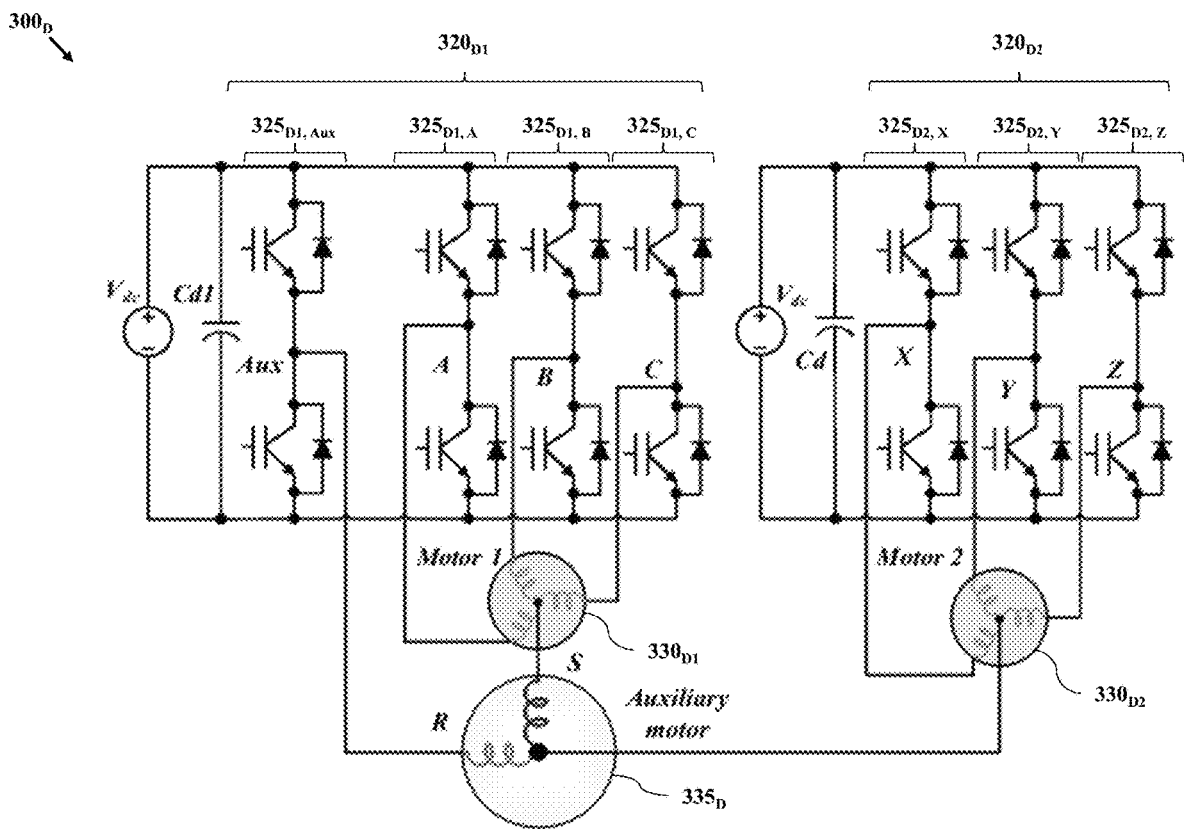 300D
320D1
320D2
325D1, Aux
325D1, A
325D1, B
325D1, C
325D2, X
325D2, Y
325D2, Z
Vdc
+
−
Cd1
Aux
A
B
C
Vdc
+
−
Cd
X
Y
Z
Motor 1
Motor 2
330D1
330D2
S
R
Auxiliary
motor
335D